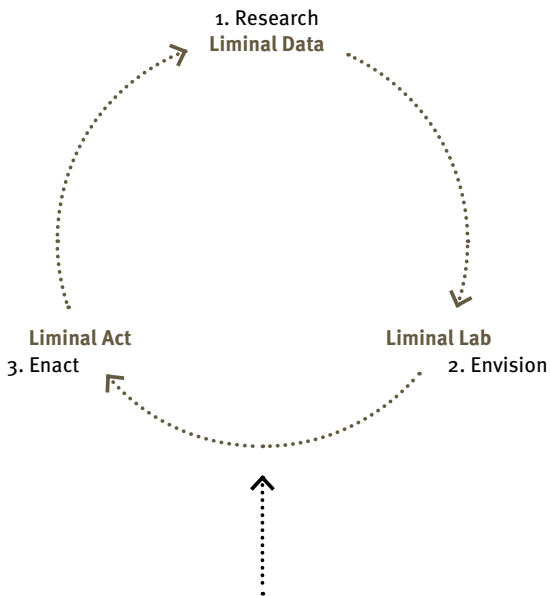 1. Research
Liminal Data
Liminal Act
3. Enact
Liminal Lab
2. Envision